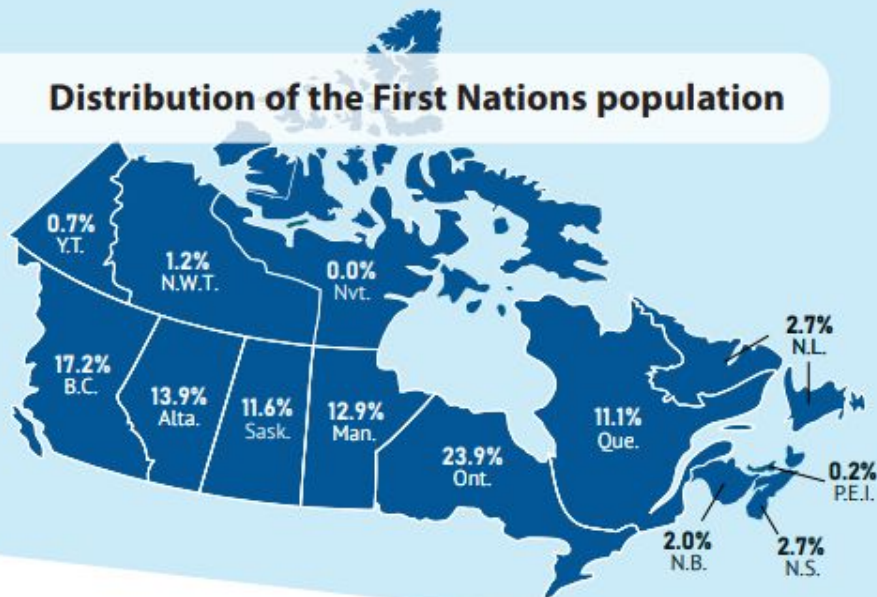 Distribution of the First Nations population
0.7%
Y.T.
1.2%
N.W.T.
0.0%
Nvt.
2.7%
N.L.
17.2%
B.C.
13.9%
Alta.
11.6%
Sask.
12.9%
Man.
23.9%
Ont.
11.1%
Que.
0.2%
P.E.I.
2.0%
N.B.
2.7%
N.S.